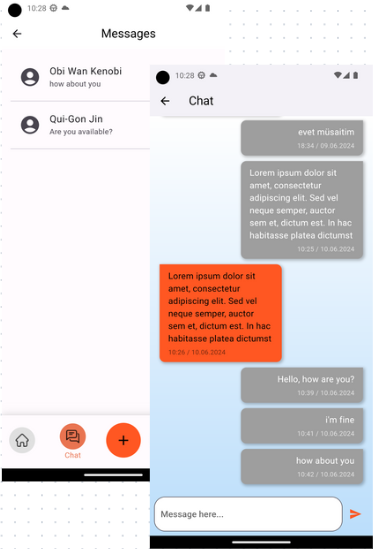 10:28
Messages
Obi Wan Kenobi
how about you
Qui-Gon Jin
Are you available?
Chat
10:28
Chat
evet müsaitim
18:34 / 09.06.2024
Lorem ipsum dolor sit
amet, consectetur
adipiscing elit. Sed vel
neque semper, auctor
sem et, dictum est. In hac
habitasse platea dictumst
10:25 / 10.06.2024
Lorem ipsum dolor sit
amet, consectetur
adipiscing elit. Sed vel
neque semper, auctor
sem et, dictum est. In hac
habitasse platea dictumst
10:26 / 10.06.2024
Hello, how are you?
10:39 / 10.06.2024
i'm fine
10:41 / 10.06.2024
how about you
10:42 / 10.06.2024
Message here...